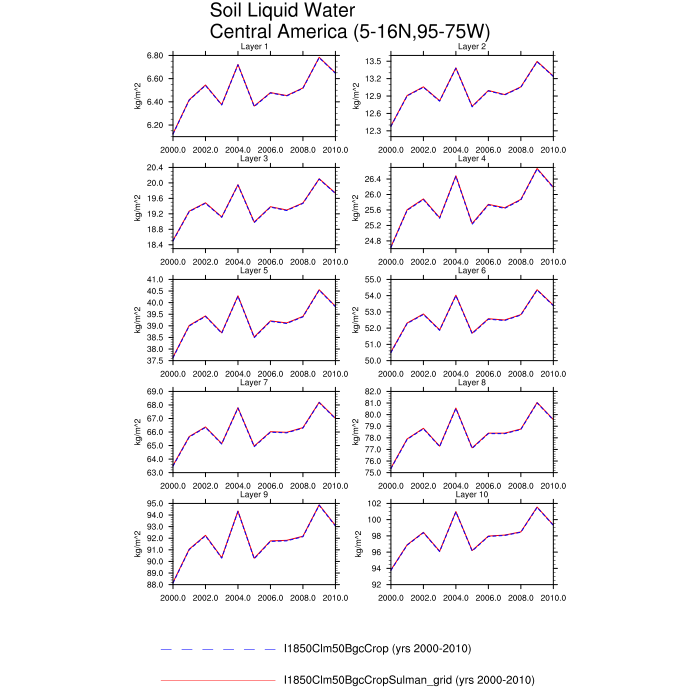 Soil Liquid Water
Central America (5-16N,95-75W)
Layer 1
Layer 2
kg/m^2
6.80
6.60
6.40
6.20
2000.0 2002.0 2004.0 2006.0 2008.0 2010.0
kg/m^2
13.5
13.2
12.9
12.6
12.3
2000.0 2002.0 2004.0 2006.0 2008.0 2010.0
Layer 3
Layer 4
kg/m^2
20.4
20.0
19.6
19.2
18.8
18.4
2000.0 2002.0 2004.0 2006.0 2008.0 2010.0
kg/m^2
26.4
26.0
25.6
25.2
24.8
2000.0 2002.0 2004.0 2006.0 2008.0 2010.0
Layer 5
Layer 6
kg/m^2
41.0
40.5
40.0
39.5
39.0
38.5
38.0
37.5
2000.0 2002.0 2004.0 2006.0 2008.0 2010.0
kg/m^2
55.0
54.0
53.0
52.0
51.0
50.0
2000.0 2002.0 2004.0 2006.0 2008.0 2010.0
Layer 7
Layer 8
kg/m^2
69.0
68.0
67.0
66.0
65.0
64.0
63.0
2000.0 2002.0 2004.0 2006.0 2008.0 2010.0
kg/m^2
82.0
81.0
80.0
79.0
78.0
77.0
76.0
75.0
2000.0 2002.0 2004.0 2006.0 2008.0 2010.0
Layer 9
Layer 10
kg/m^2
95.0
94.0
93.0
92.0
91.0
90.0
89.0
88.0
2000.0 2002.0 2004.0 2006.0 2008.0 2010.0
kg/m^2
102
100
98
96
94
92
2000.0 2002.0 2004.0 2006.0 2008.0 2010.0
I1850Clm50BgcCrop (yrs 2000-2010)
I1850Clm50BgcCropSulman_grid (yrs 2000-2010)